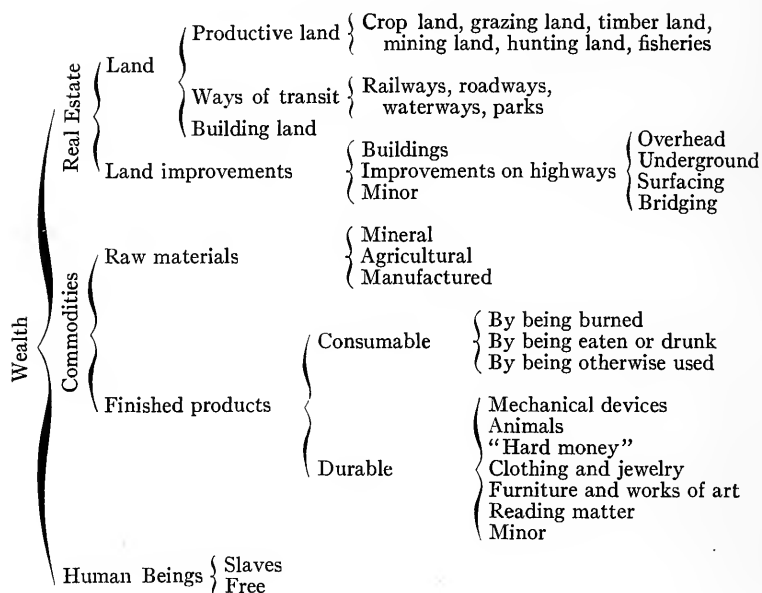 Wealth
Real Estate
Land
Productive land
Crop land, grazing land, timber land,
mining land, hunting land, fisheries
Ways of transit
Railways, roadways,
waterways, parks
Building land
Land improvements
Buildings
Improvements on highways
Overhead
Underground
Surfacing
Bridging
Minor
Commodities
Raw materials
Mineral
Agricultural
Manufactured
Finished products
Consumable
By being burned
By being eaten or drunk
By being otherwise used
Durable
Mechanical devices
Animals
"Hard money"
Clothing and jewelry
Furniture and works of art
Reading matter
Minor
Human Beings
Slaves
Free